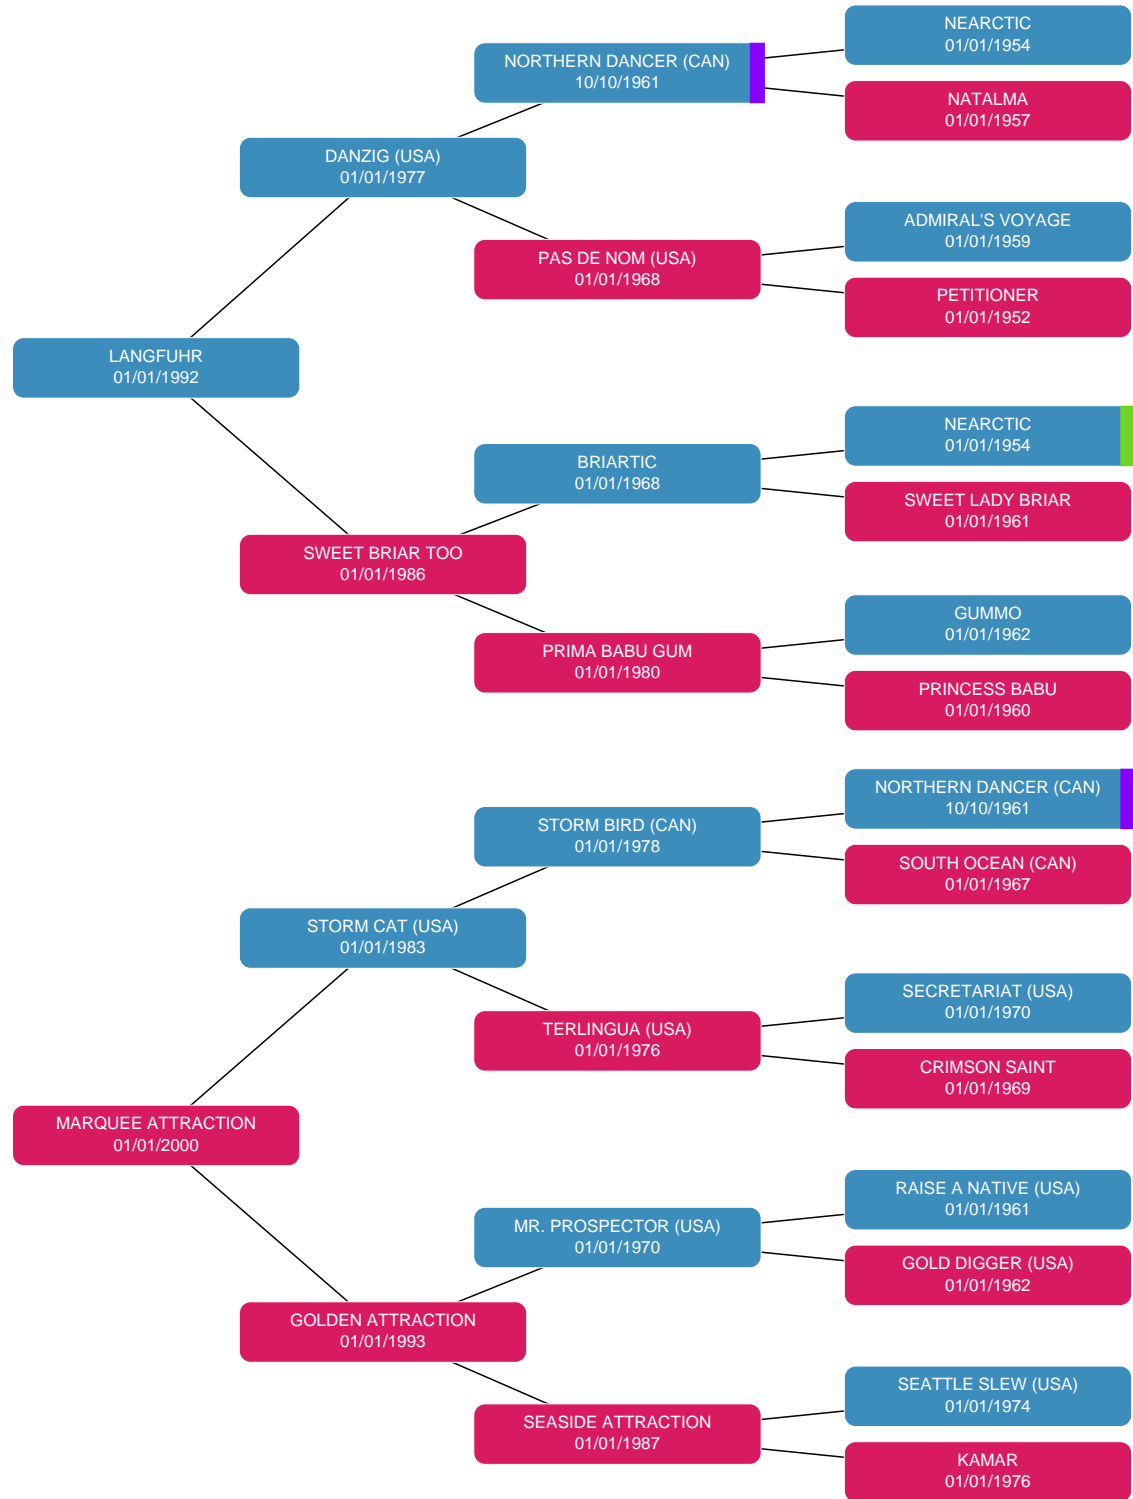 NEARCTIC
01/01/1954
NORTHERN DANCER (CAN)
10/10/1961
NATALMA
01/01/1957
DANZIG (USA)
01/01/1977
ADMIRAL'S VOYAGE
01/01/1959
PAS DE NOM (USA)
01/01/1968
PETITIONER
01/01/1952
LANGFUHR
01/01/1992
NEARCTIC
01/01/1954
BRIARTIC
01/01/1968
SWEET LADY BRIAR
01/01/1961
SWEET BRIAR TOO
01/01/1986
GUMMO
01/01/1962
PRIMA BABU GUM
01/01/1980
PRINCESS BABU
01/01/1960
NORTHERN DANCER (CAN)
10/10/1961
STORM BIRD (CAN)
01/01/1978
SOUTH OCEAN (CAN)
01/01/1967
STORM CAT (USA)
01/01/1983
SECRETARIAT (USA)
01/01/1970
TERLINGUA (USA)
01/01/1976
CRIMSON SAINT
01/01/1969
MARQUEE ATTRACTION
01/01/2000
RAISE A NATIVE (USA)
01/01/1961
MR. PROSPECTOR (USA)
01/01/1970
GOLD DIGGER (USA)
01/01/1962
GOLDEN ATTRACTION
01/01/1993
SEATTLE SLEW (USA)
01/01/1974
SEASIDE ATTRACTION
01/01/1987
KAMAR
01/01/1976